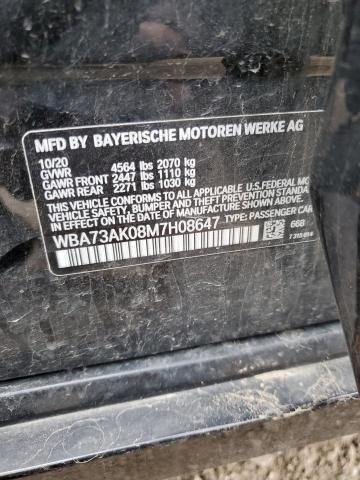 MFD BY BAYERISCHE MOTOREN WERKE AG
10/20
GVWR 4564 lbs 2070 kg
GAWR FRONT 2447 lbs 1110 kg
GAWR REAR 2271 lbs 1030 kg
THIS VEHICLE CONFORMS TO ALL APPLICABLE U.S. FEDERAL MO
VEHICLE SAFETY, BUMPER AND THEFT PREVENTION STANDARDS
IN EFFECT ON THE DATE OF MANUFACTURE SHOWN ABOVE.
WBA73AK08M7H08647 TYPE: PASSENGER CAR
668